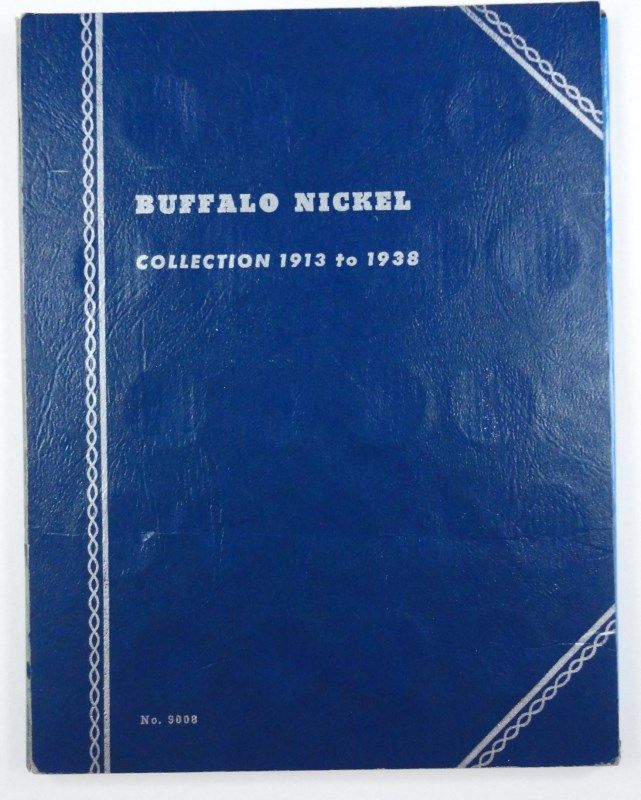 BUFFALO NICKEL
COLLECTION 1913 to 1938
No. 9008